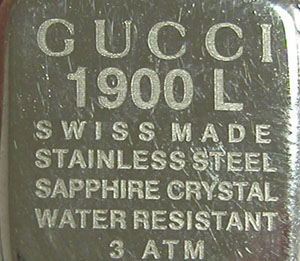 GUCCI
1900 L
SWISS MADE
STAINLESS STEEL
SAPPHIRE CRYSTAL
WATER RESISTANT
3 ATM